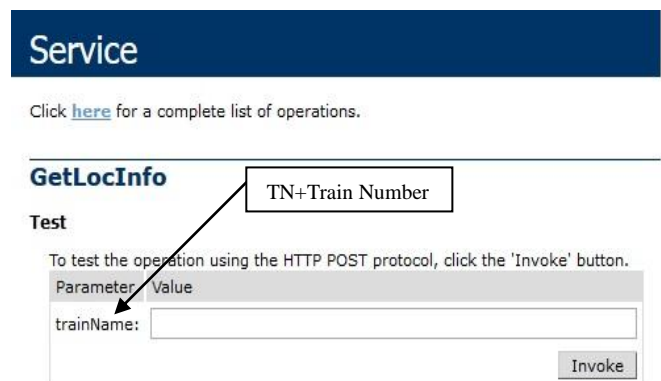 Service
Click here for a complete list of operations.
GetLocInfo
TN+Train Number
Test
To test the operation using the HTTP POST protocol, click the 'Invoke' button.
Parameter Value
trainName:
Invoke